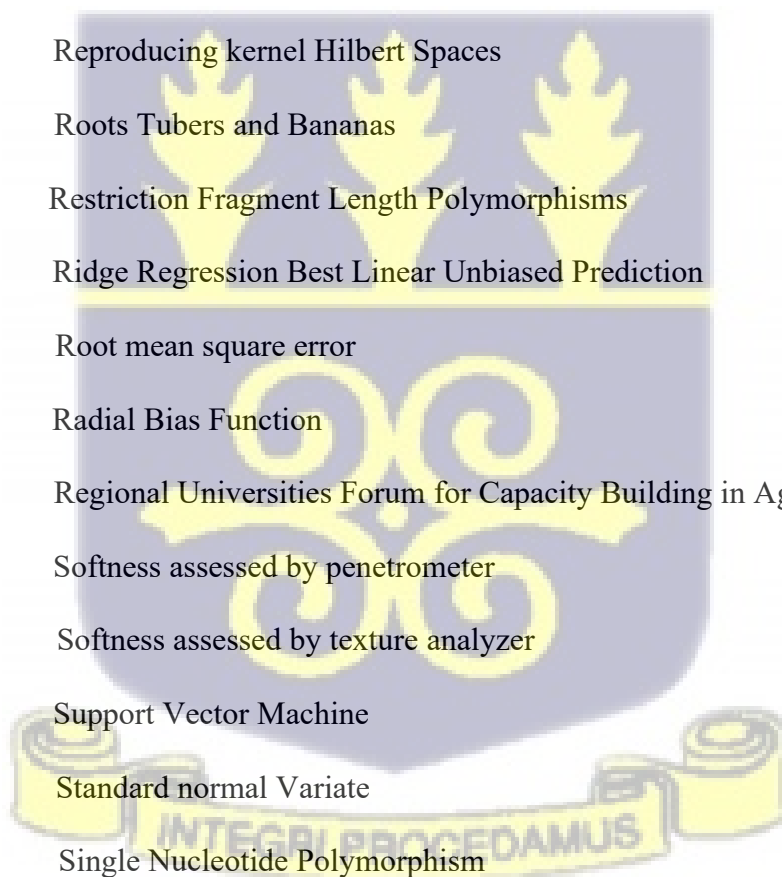 Reproducing kernel Hilbert Spaces
Roots Tubers and Bananas
Restriction Fragment Length Polymorphisms
Ridge Regression Best Linear Unbiased Prediction
Root mean square error
Radial Bias Function
Regional Universities Forum for Capacity Building in Ag
Softness assessed by penetrometer
Softness assessed by texture analyzer
Support Vector Machine
Standard normal Variate
INTEGRI PROCEDAMUS
Single Nucleotide Polymorphism